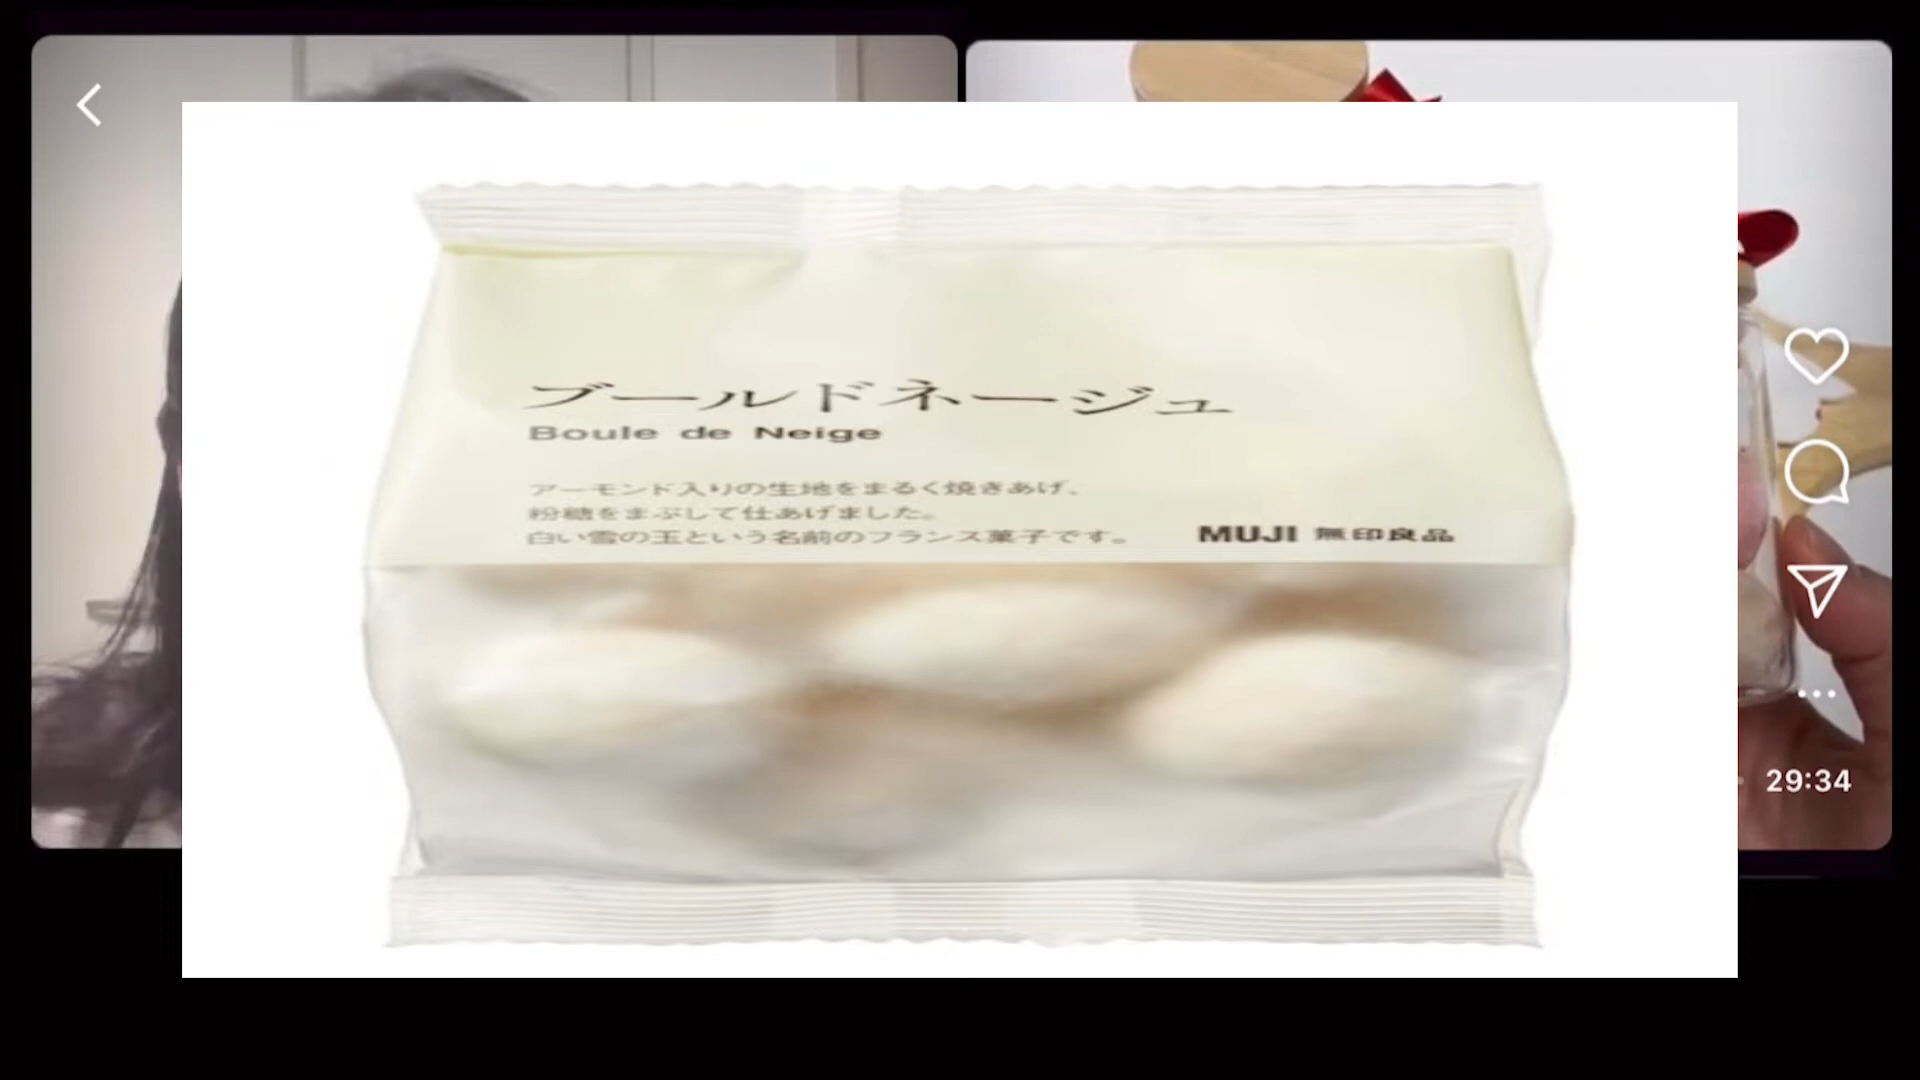 ブールドネージュ
Boule de Neige
アーモンド入りの生地をまるく焼きあげ、
粉糖をまぶして仕あげました。
白い雪の玉という名前のフランス菓子です。
MUJI 無印良品
29:34